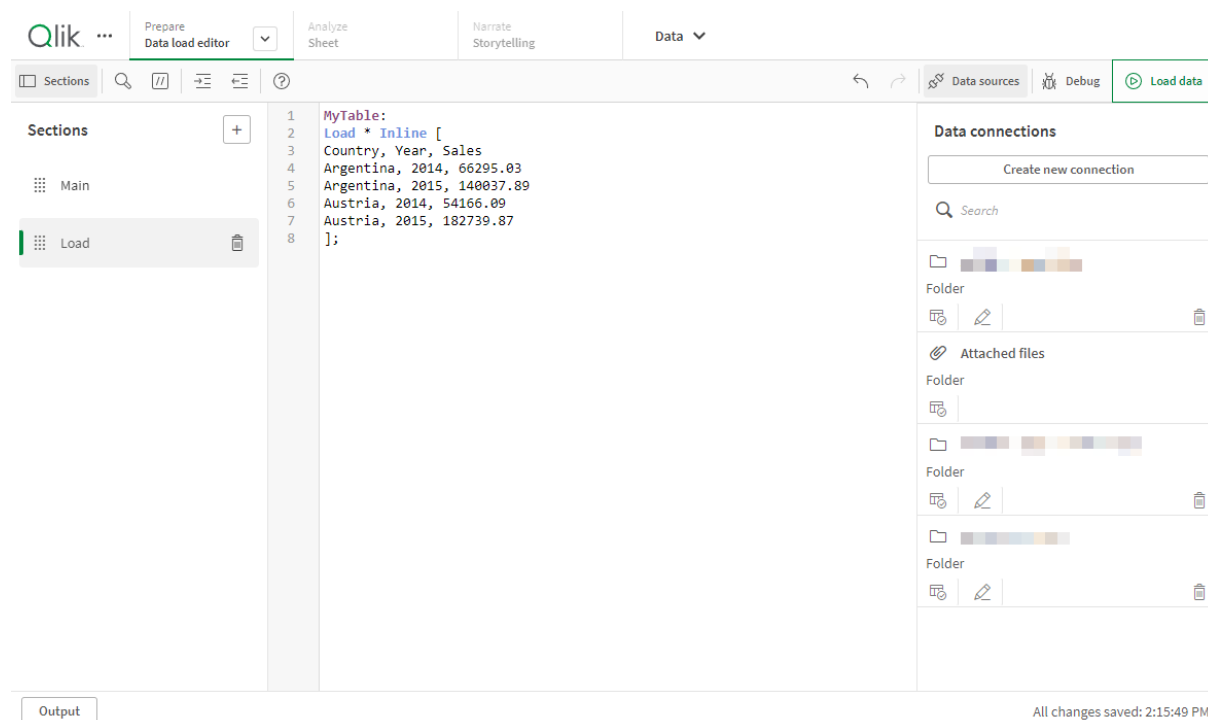 Qlik
Prepare
Data load editor
Analyze
Sheet
Narrate
Storytelling
Data
Sections
Data sources
Debug
Load data
Sections
+
Main
Load
1 MyTable:
2 Load * Inline [
3 Country, Year, Sales
4 Argentina, 2014, 66295.03
5 Argentina, 2015, 140037.89
6 Austria, 2014, 54166.09
7 Austria, 2015, 182739.87
8 ];
Data connections
Create new connection
Search
Folder
Attached files
Folder
Folder
Folder
Output
All changes saved: 2:15:49 PM